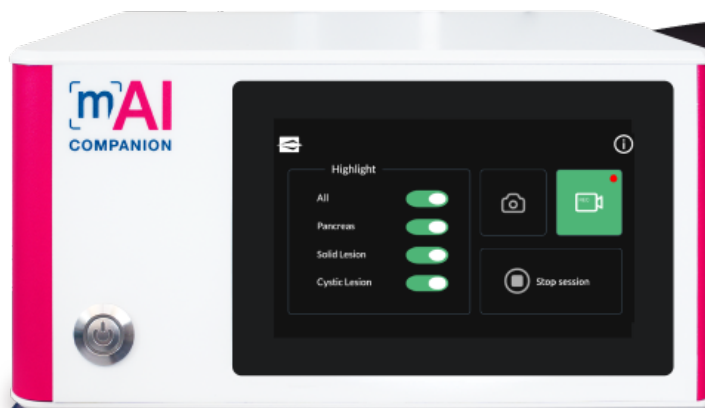 mAI
COMPANION
Highlight
All
Pancreas
Solid Lesion
Cystic Lesion
Stop session